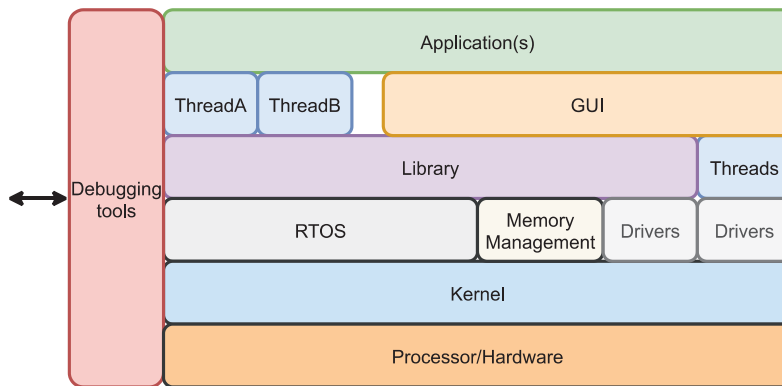 Application(s)
ThreadA
ThreadB
GUI
Debugging
tools
Library
Threads
RTOS
Memory
Management
Drivers
Drivers
Kernel
Processor/Hardware